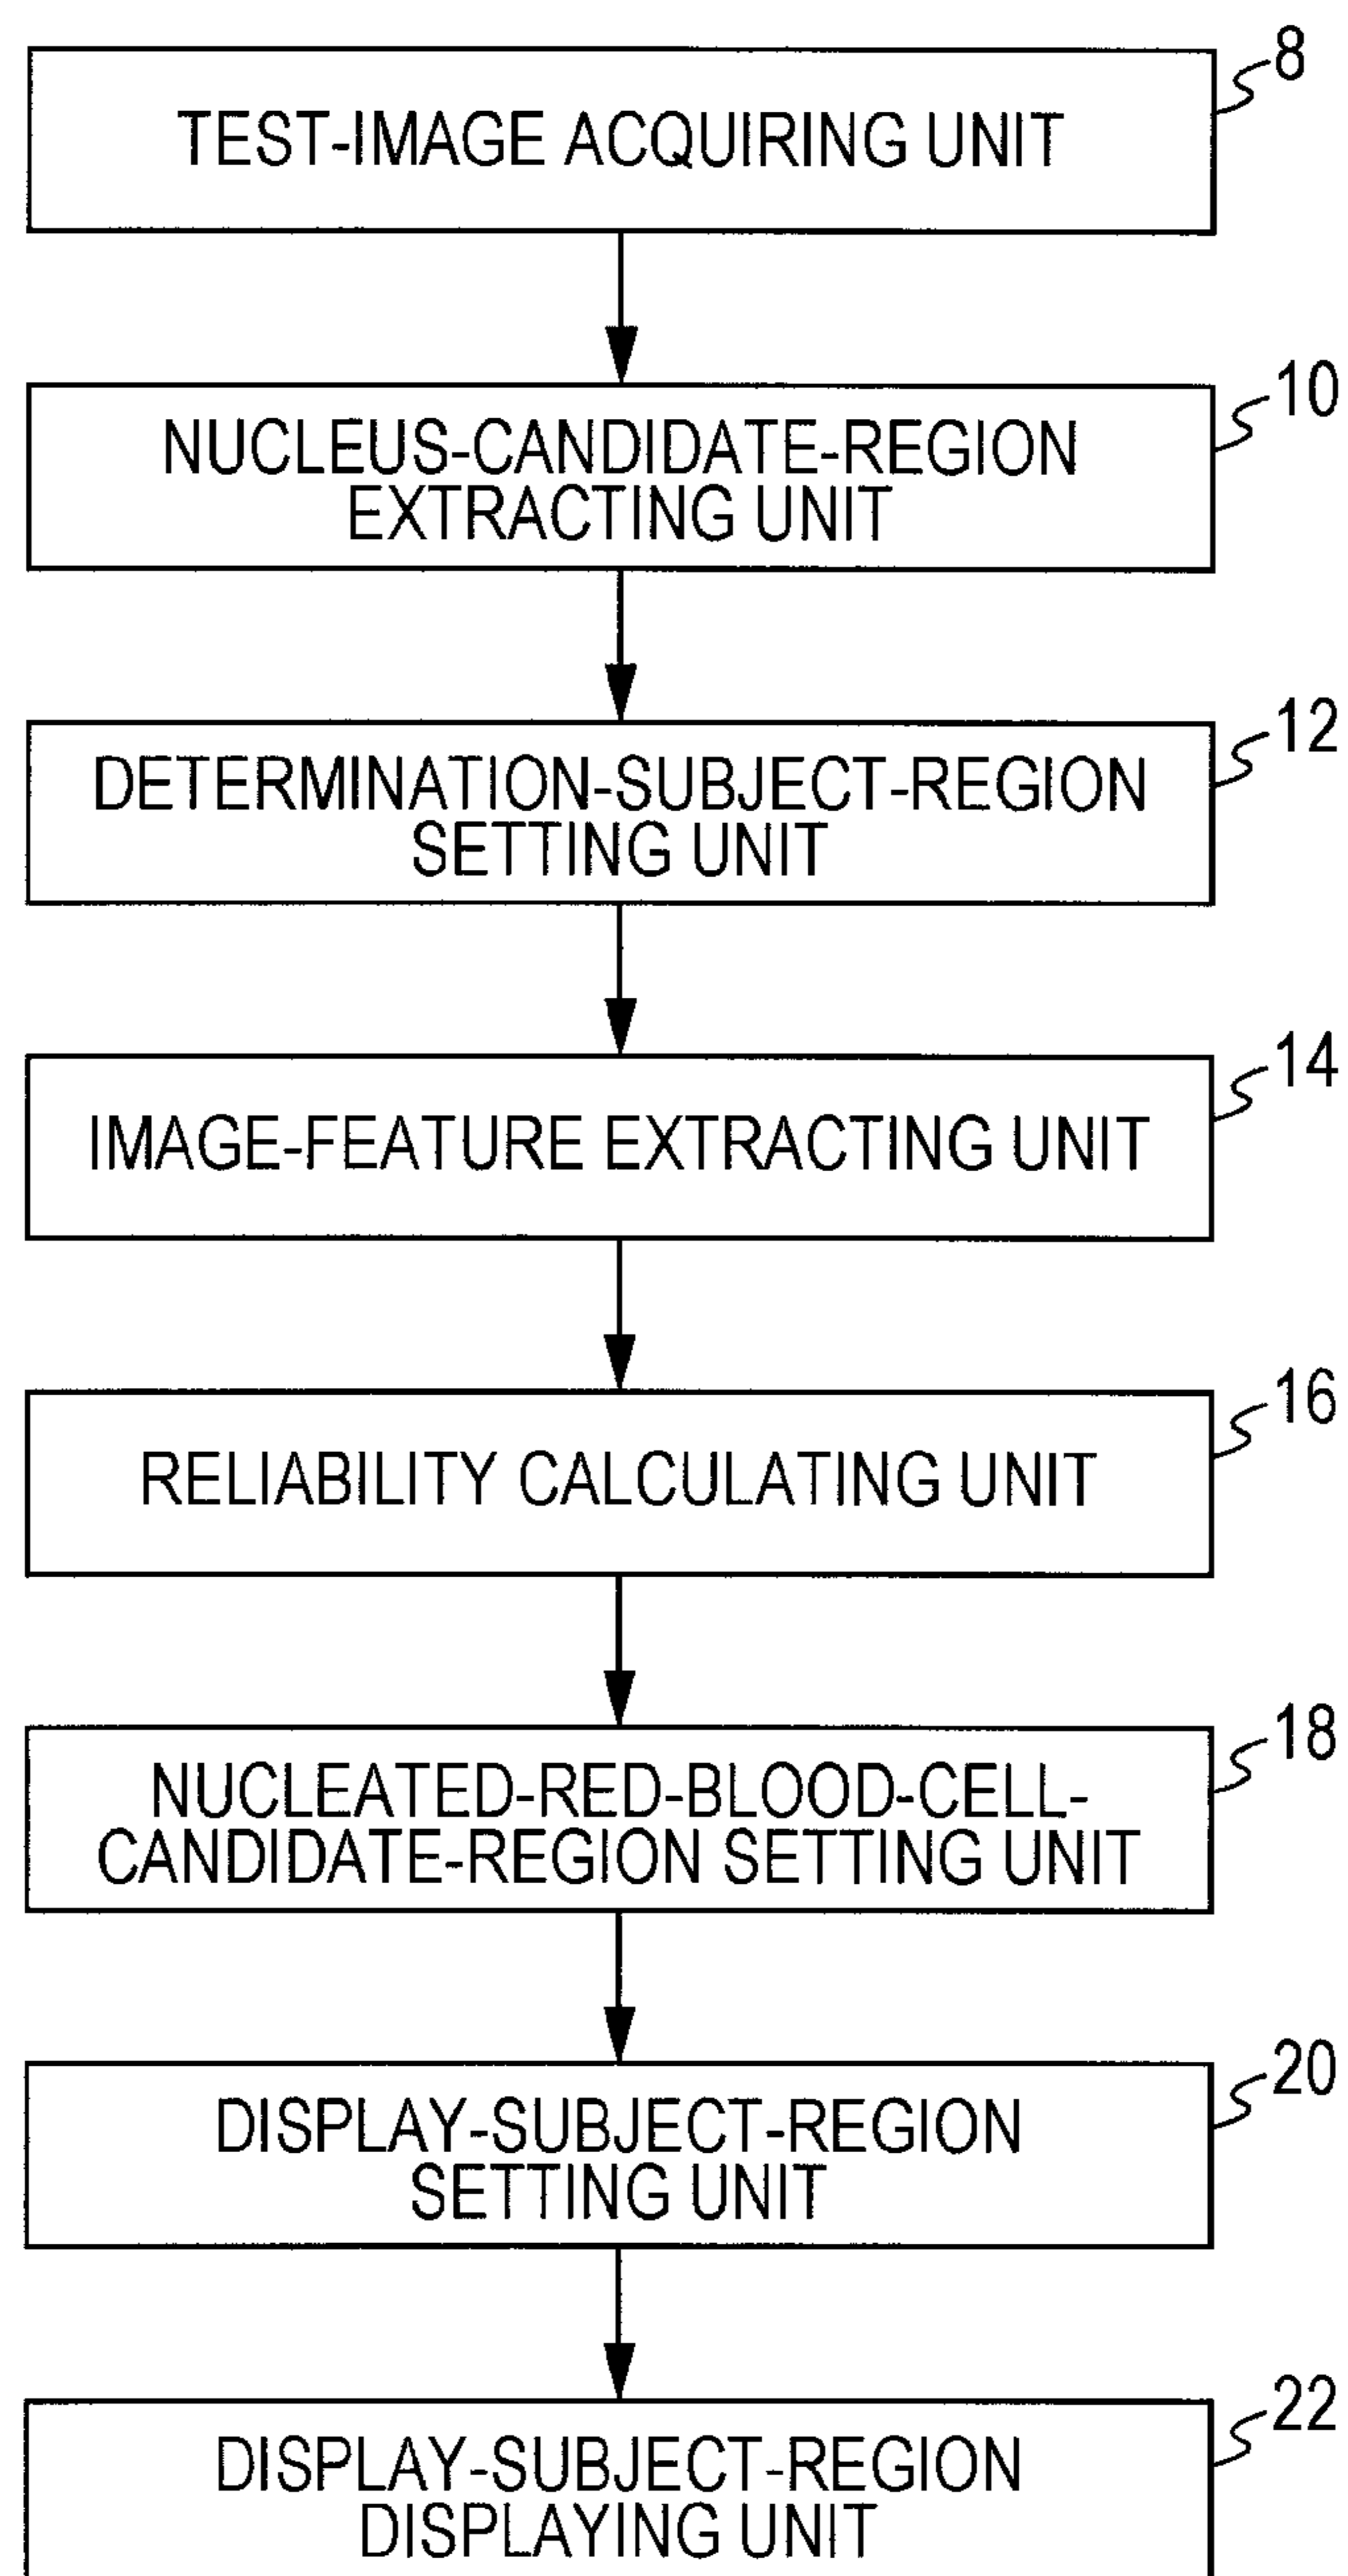 8
TEST-IMAGE ACQUIRING UNIT
10
NUCLEUS-CANDIDATE-REGION
EXTRACTING UNIT
12
DETERMINATION-SUBJECT-REGION
SETTING UNIT
14
IMAGE-FEATURE EXTRACTING UNIT
16
RELIABILITY CALCULATING UNIT
18
NUCLEATED-RED-BLOOD-CELL-
CANDIDATE-REGION SETTING UNIT
20
DISPLAY-SUBJECT-REGION
SETTING UNIT
22
DISPLAY-SUBJECT-REGION
DISPLAYING UNIT